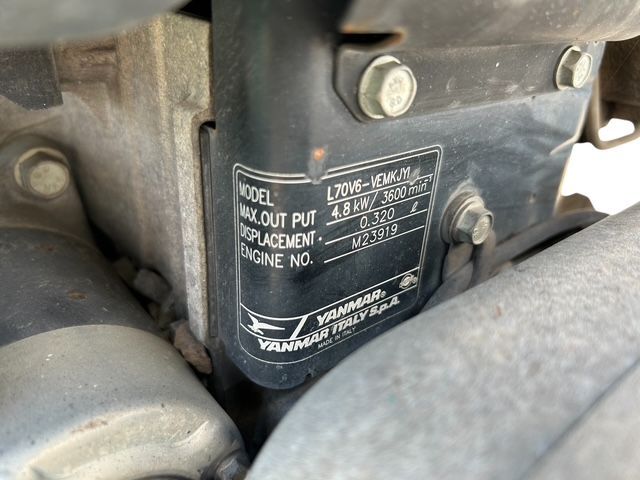 MODEL L70V6-VEMKJYI
MAX.OUT PUT 4.8 kW/ 3600 min⁻¹
DISPLACEMENT. 0.320 ℓ
ENGINE NO. M23919
YANMAR®
YANMAR ITALY S.p.A.
MADE IN ITALY